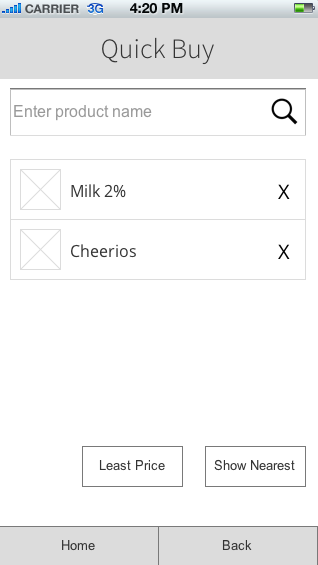 CARRIER 3G 4:20 PM
Quick Buy
Enter product name
Milk 2% X
Cheerios X
Least Price Show Nearest
Home Back